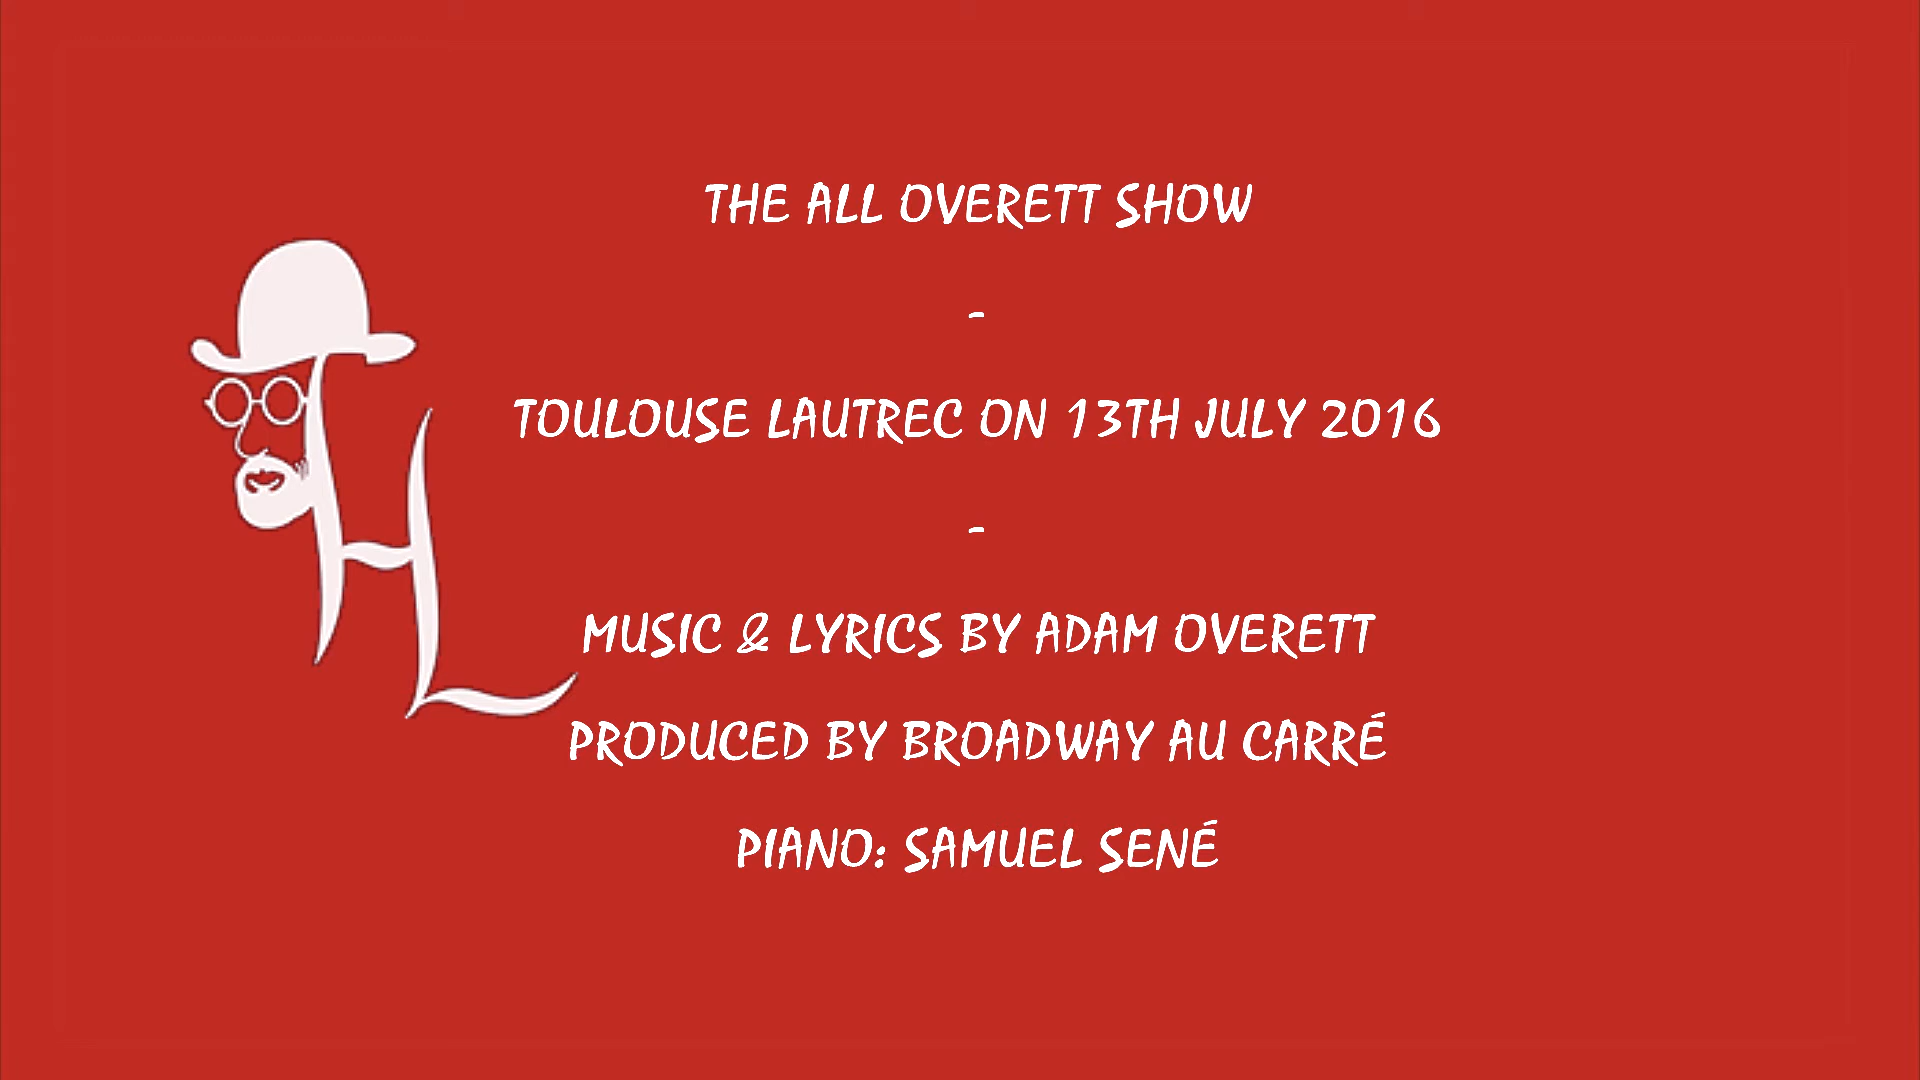 THE ALL OVERETT SHOW
-
TOULOUSE LAUTREC ON 13TH JULY 2016
-
MUSIC & LYRICS BY ADAM OVERETT
PRODUCED BY BROADWAY AU CARRÉ
PIANO: SAMUEL SENÉ
HL